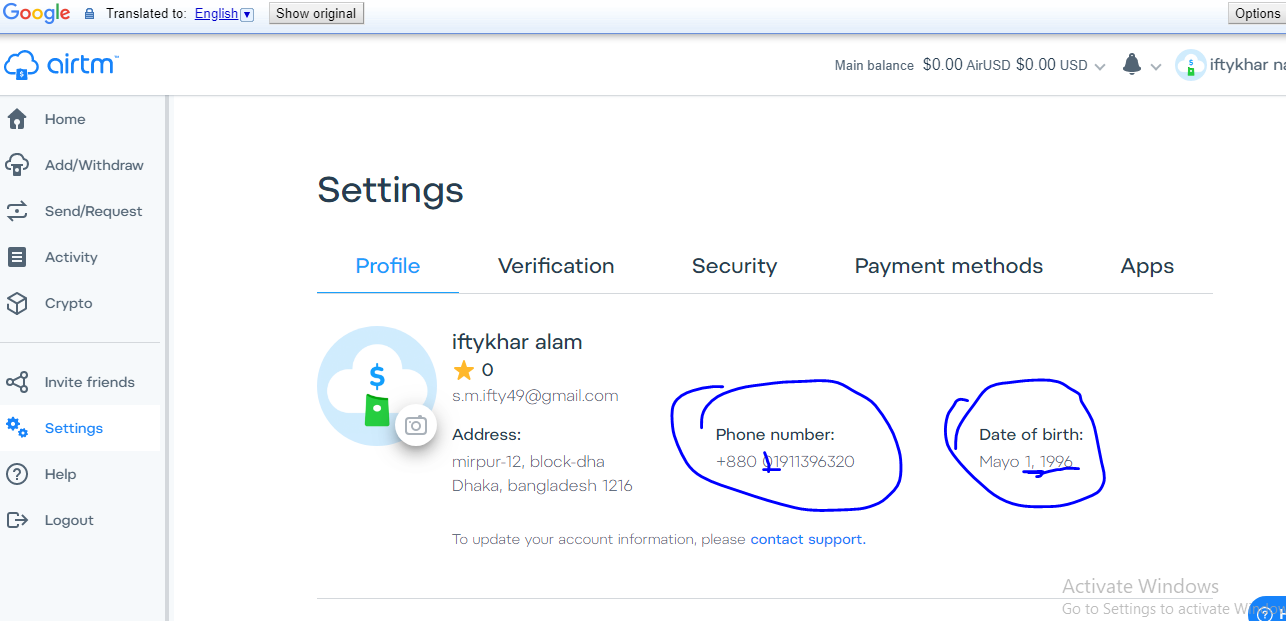 Google Translated to: English Show original Options
airtm™ Main balance $0.00 AirUSD $0.00 USD iftykhar na
Home
Add/Withdraw
Send/Request
Activity
Crypto
Invite friends
Settings
Help
Logout
Settings
Profile Verification Security Payment methods Apps
iftykhar alam
0
s.m.ifty49@gmail.com
Address: Phone number: Date of birth:
mirpur-12, block-dha +880 01911396320 Mayo 1, 1996
Dhaka, bangladesh 1216
To update your account information, please contact support.
Activate Windows
Go to Settings to activate Windows